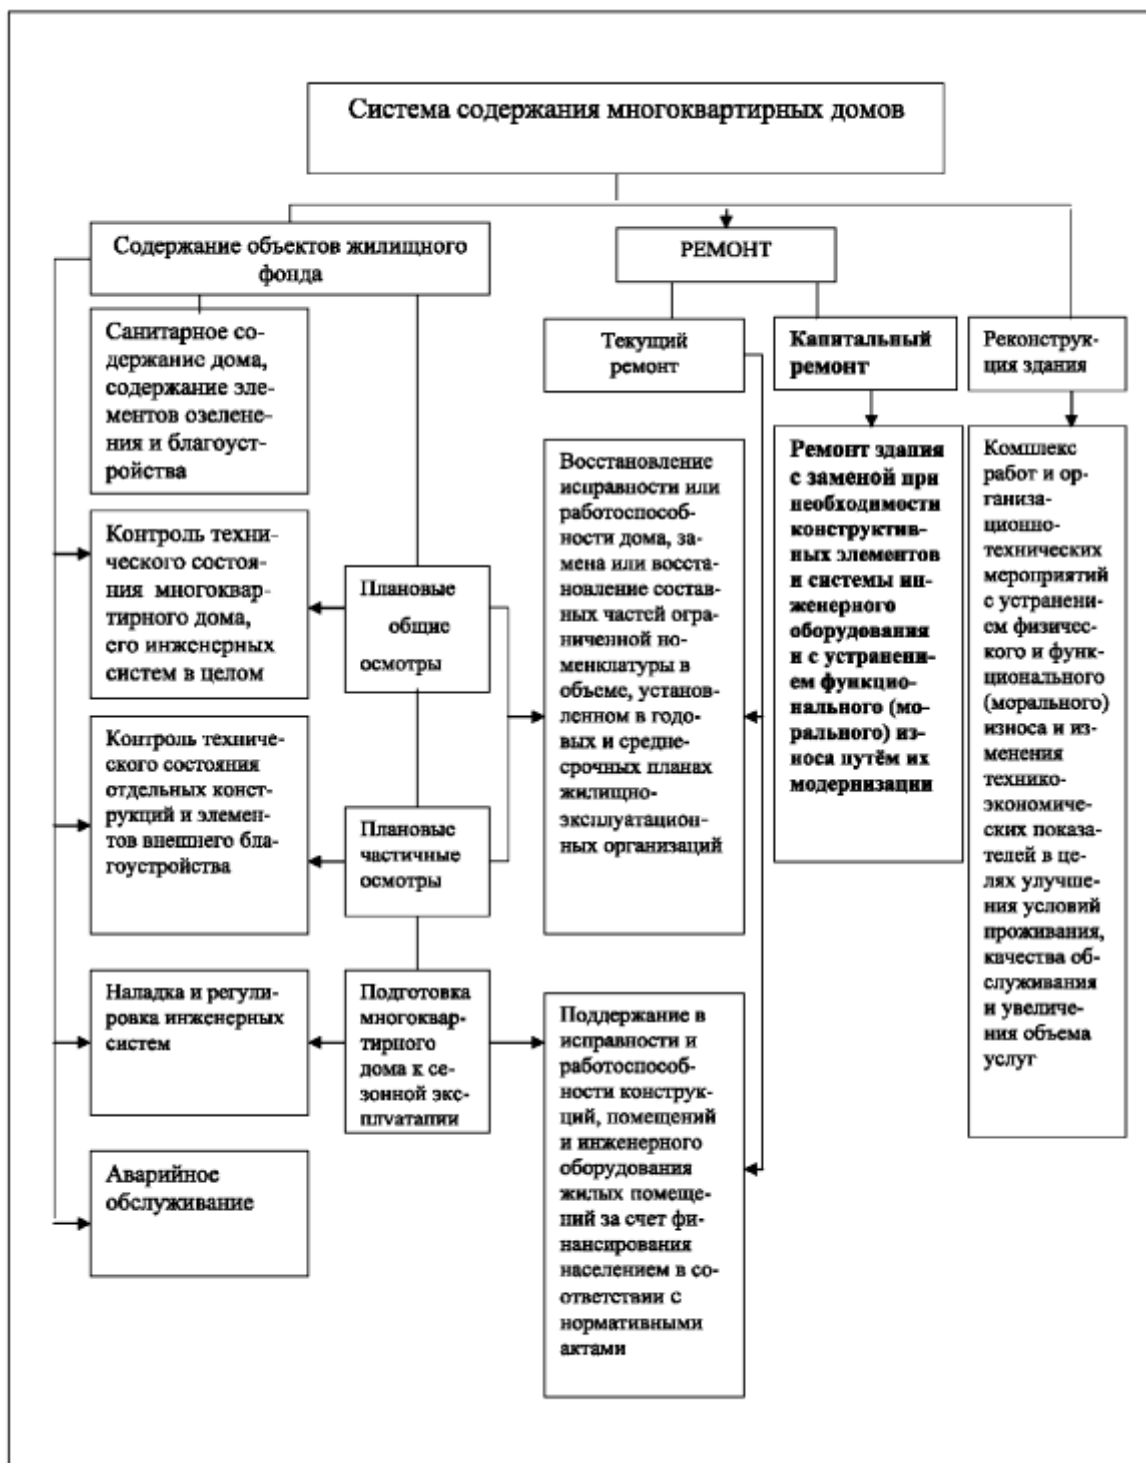 Система содержания многоквартирных домов
Содержание объектов жилищного
фонда
РЕМОНТ
Санитарное со-
держание дома,
содержание эле-
ментов озелене-
ния и благоуст-
ройства
Текущий
ремонт
Капитальный
ремонт
Реконструк-
ция здания
Контроль техни-
ческого состоя-
ния многоквар-
тирного дома,
его инженерных
систем в целом
Плановые
общие
осмотры
Восстановление
исправности или
работоспособ-
ности дома, за-
мена или восста-
новление состав-
ных частей огра-
ниченной но-
менклатуры в
объеме, установ-
ленном в годо-
вых и средне-
срочных планах
жилищно-
эксплуатацион-
ных организаций
Ремонт здания
с заменой при
необходимости
конструктив-
ных элементов
и системы ин-
женерного
оборудования
и с устранени-
ем функцио-
нального (мо-
рального) из-
носа путём их
модернизации
Комплекс
работ и ор-
ганиза-
ционно-
технических
мероприятий
с устранени-
ем физичес-
кого и функ-
ционального
(морального)
износа и из-
менения
технико-
экономичес-
ких показа-
телей в це-
лях улучше-
ния условий
проживания,
качества об-
служивания
и увеличе-
ния объема
услуг
Контроль техниче-
ского состояния
отдельных конст-
рукций и элемен-
тов внешнего бла-
гоустройства
Плановые
частичные
осмотры
Наладка и регули-
ровка инженерных
систем
Подготовка
многоквар-
тирного
дома к се-
зонной экс-
плуатации
Поддержание в
исправности и
работоспособ-
ности конструк-
ций, помещений
и инженерного
оборудования
жилых помеще-
ний за счет фи-
нансирования
населением в со-
ответствии с
нормативными
актами
Аварийное
обслуживание